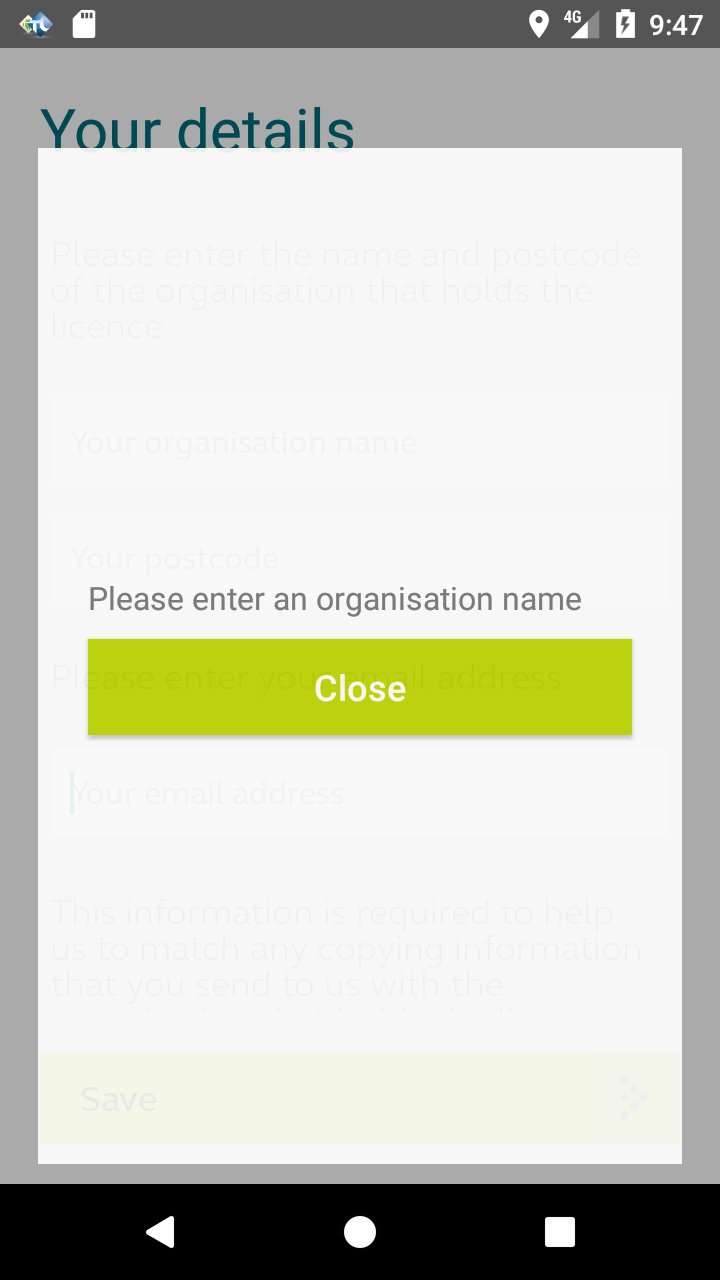 4G 9:47
Your details
Please enter the name and postcode
of the organisation that holds the
licence
Your organisation name
Your postcode
Please enter an organisation name
Please enter your email address
Close
Your email address
This information is required to help
us to match any copying information
that you send to us with the
Save